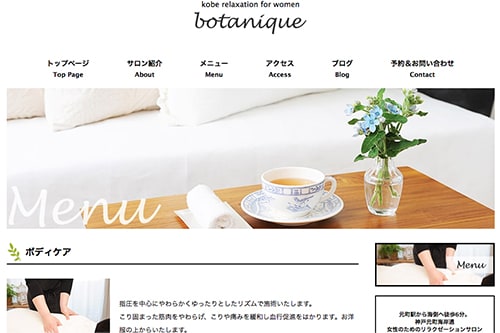 kobe relaxation for women
botanique
トップページ
Top Page
サロン紹介
About
メニュー
Menu
アクセス
Access
ブログ
Blog
予約＆お問い合わせ
Contact
Menu
ボディケア
指圧を中心にやわらかくゆったりとしたリズムで施術いたします。
こり固まった筋肉をやわらげ、こりや痛みを緩和し血行促進をはかります。お洋
服の上からいたします。
Menu
元町駅から海側へ徒歩6分。
神戸元町海岸通
女性のためのリラクゼーションサロン